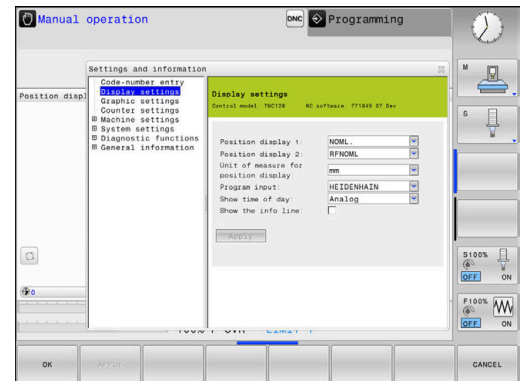 Manual operation
DNC
Programming
Settings and information
Position displ
Code-number entry
Display settings
Graphic settings
Counter settings
Machine settings
System settings
Diagnostic functions
General information
Display settings
Control model: TNC128 NC software: 771845 07 Dev
Position display 1: NOML.
Position display 2: RFNOML
Unit of measure for
position display: mm
Program input: HEIDENHAIN
Show time of day: Analog
Show the info line:
Apply
0
M
S
S100%
OFF ON
F100%
OFF ON
OK
APPLY
CANCEL